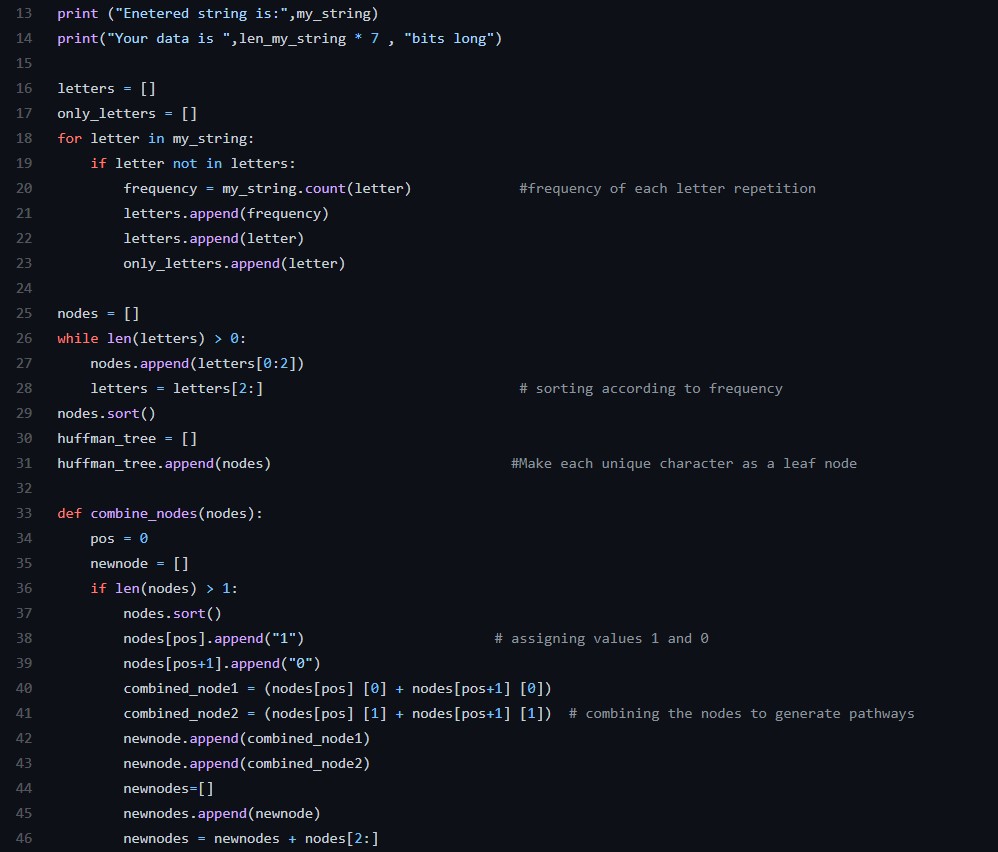 13 print ("Enetered string is:",my_string)
14 print("Your data is ",len_my_string * 7 , "bits long")
15
16 letters = []
17 only_letters = []
18 for letter in my_string:
19     if letter not in letters:
20         frequency = my_string.count(letter)             #frequency of each letter repetition
21         letters.append(frequency)
22         letters.append(letter)
23         only_letters.append(letter)
24
25 nodes = []
26 while len(letters) > 0:
27     nodes.append(letters[0:2])
28     letters = letters[2:]                               # sorting according to frequency
29 nodes.sort()
30 huffman_tree = []
31 huffman_tree.append(nodes)                             #Make each unique character as a leaf node
32
33 def combine_nodes(nodes):
34     pos = 0
35     newnode = []
36     if len(nodes) > 1:
37         nodes.sort()
38         nodes[pos].append("1")                       # assigning values 1 and 0
39         nodes[pos+1].append("0")
40         combined_node1 = (nodes[pos] [0] + nodes[pos+1] [0])
41         combined_node2 = (nodes[pos] [1] + nodes[pos+1] [1])  # combining the nodes to generate pathways
42         newnode.append(combined_node1)
43         newnode.append(combined_node2)
44         newnodes=[]
45         newnodes.append(newnode)
46         newnodes = newnodes + nodes[2:]